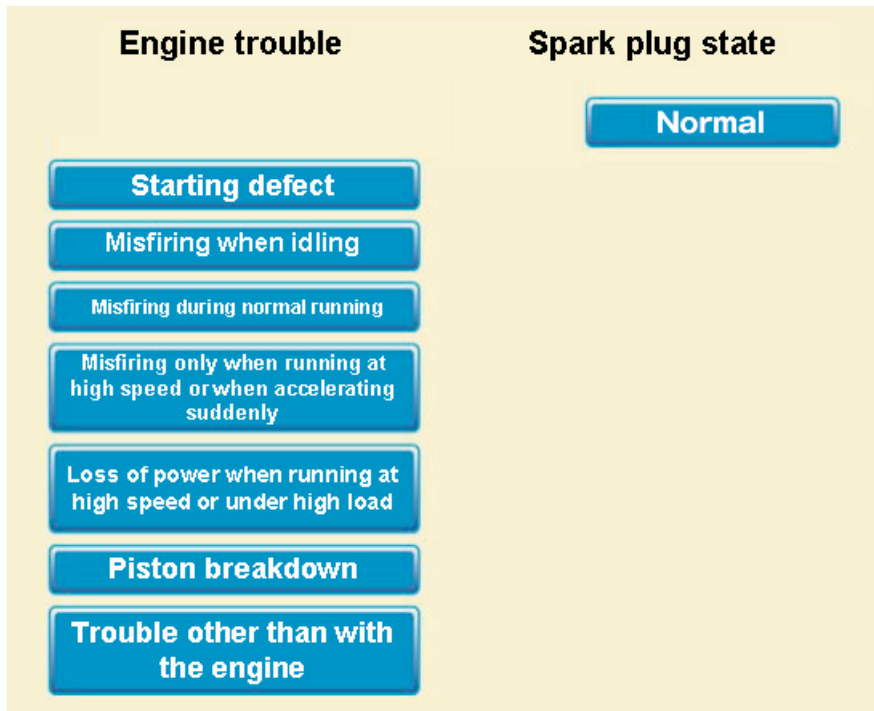 Engine trouble
Spark plug state
Normal
Starting defect
Misfiring when idling
Misfiring during normal running
Misfiring only when running at
high speed or when accelerating
suddenly
Loss of power when running at
high speed or under high load
Piston breakdown
Trouble other than with
the engine